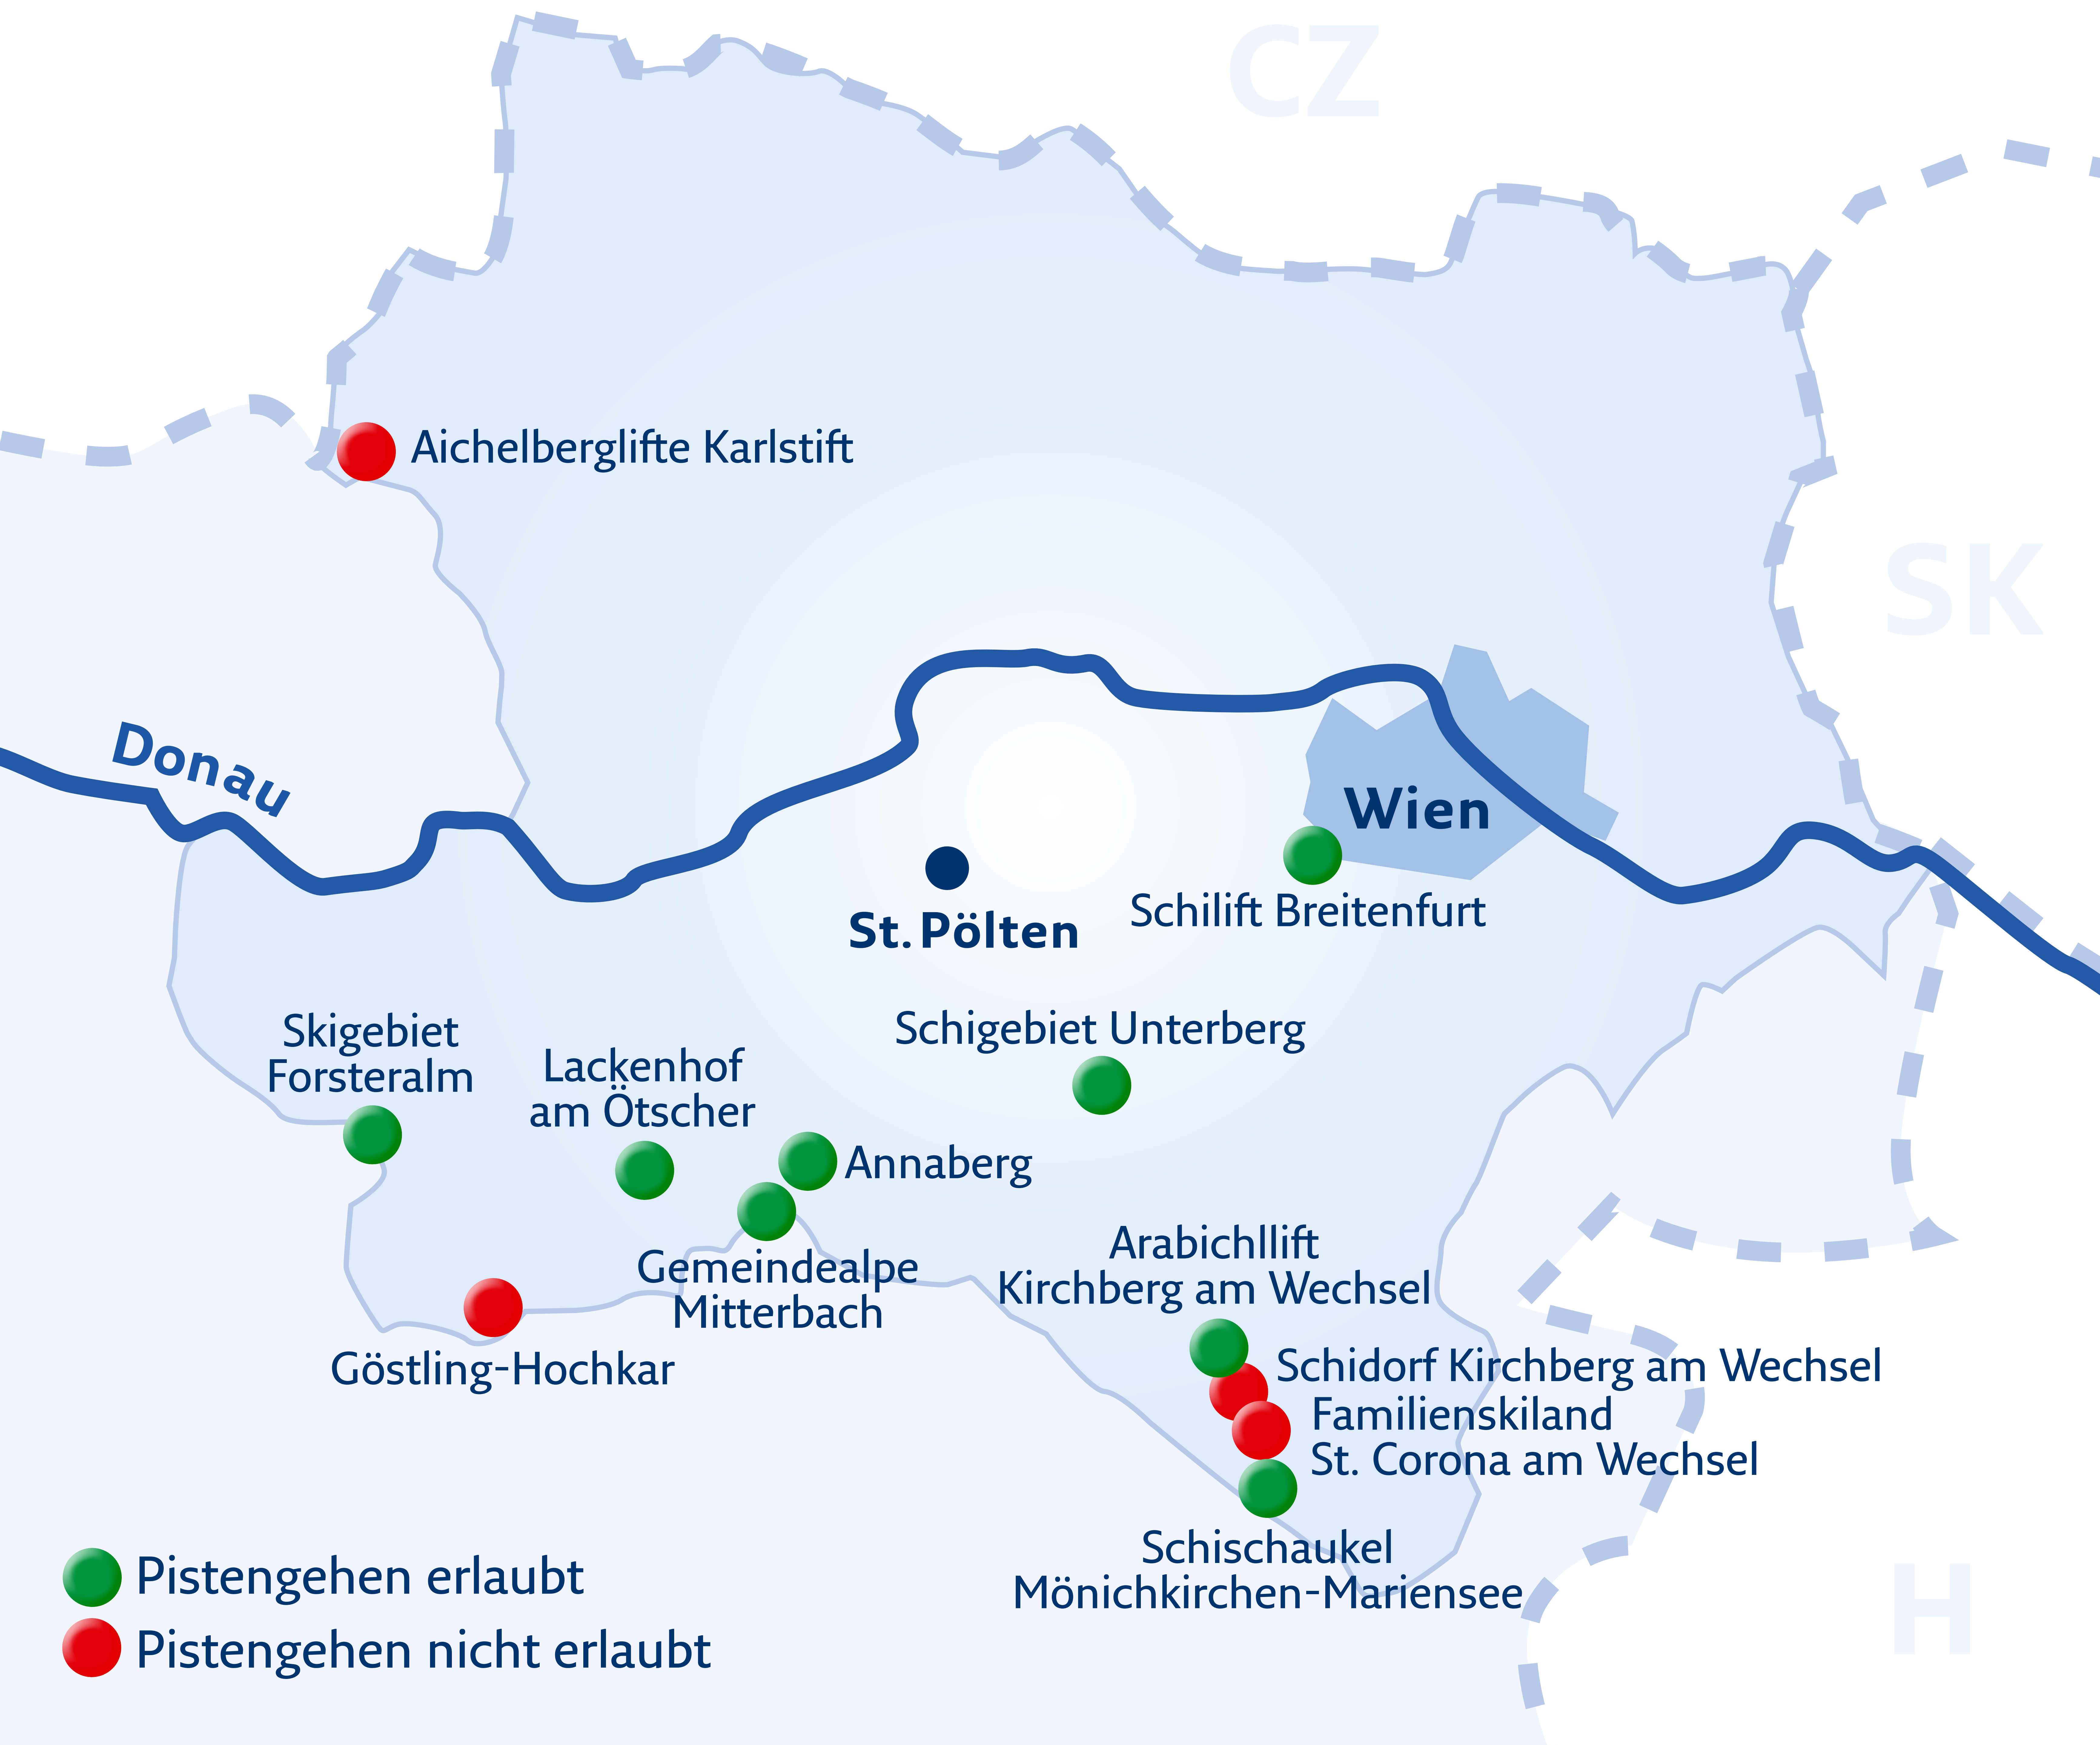 CZ
Aichelberglifte Karlstift
SK
Donau
Wien
St. Pölten
Schilift Breitenfurt
Skigebiet
Forsteralm
Lackenhof
am Ötscher
Schigebiet Unterberg
Annaberg
Gemeindealpe
Mitterbach
Göstling-Hochkar
Arabichllift
Kirchberg am Wechsel
Schidorf Kirchberg am Wechsel
Familienskiland
St. Corona am Wechsel
Schischaukel
Mönichkirchen-Mariensee
H
Pistengehen erlaubt
Pistengehen nicht erlaubt